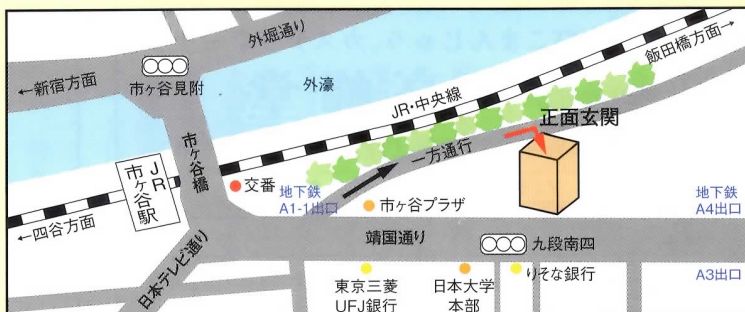 外堀通り
←新宿方面
市ヶ谷見附
外濠
飯田橋方面→
JR・中央線
正面玄関
市ヶ谷橋
一方通行
JR
市ヶ谷駅
交番
地下鉄
A1-1出口
市ヶ谷プラザ
地下鉄
A4出口
←四谷方面
靖国通り
九段南四
日本テレビ通り
東京三菱
UFJ銀行
日本大学
本部
りそな銀行
A3出口